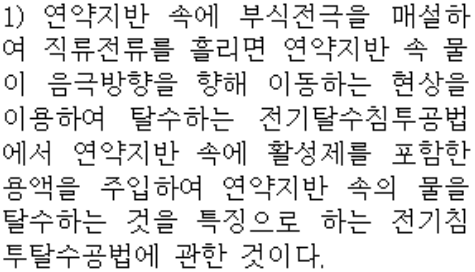 1) 연약지반 속에 부식전극을 매설하
여 직류전류를 흘리면 연약지반 속 물
이 음극방향을 향해 이동하는 현상을
이용하여 탈수하는 전기탈수침투공법
에서 연약지반 속에 활성제를 포함한
용액을 주입하여 연약지반 속의 물을
탈수하는 것을 특징으로 하는 전기침
투탈수공법에 관한 것이다.